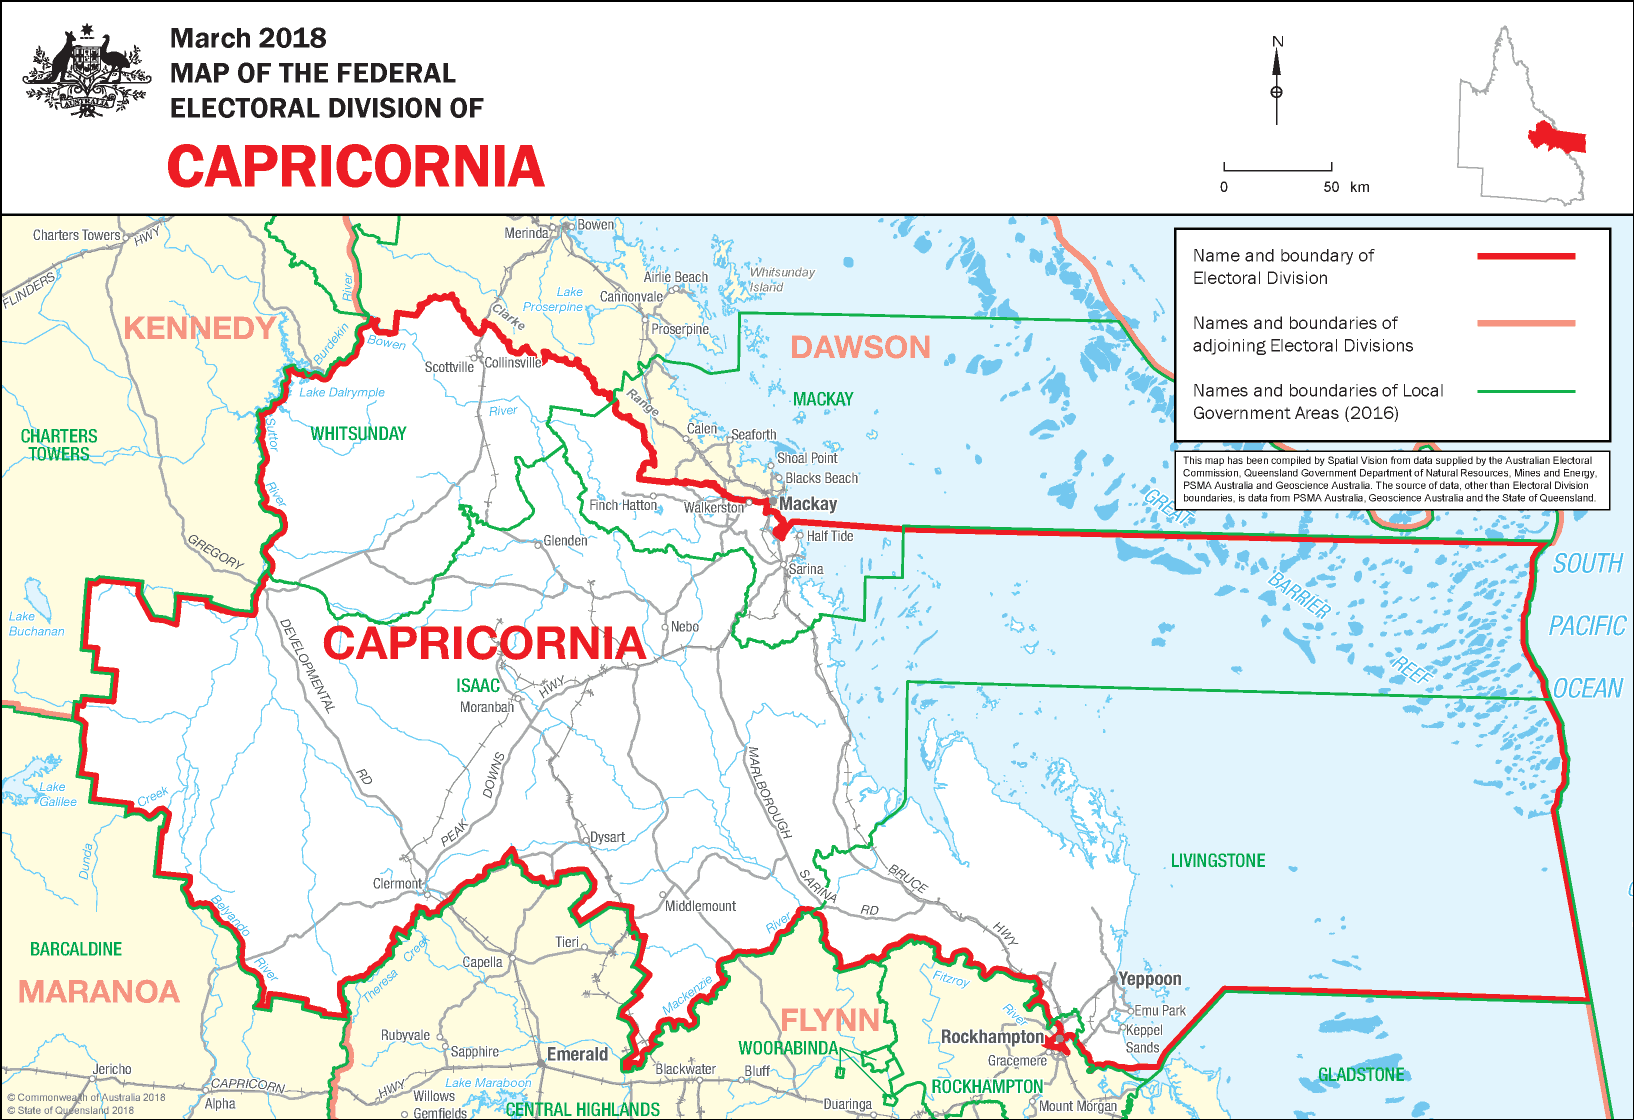 March 2018
MAP OF THE FEDERAL
ELECTORAL DIVISION OF
CAPRICORNIA
AUSTRALIA
N
0 50 km
Name and boundary of
Electoral Division
Names and boundaries of
adjoining Electoral Divisions
Names and boundaries of Local
Government Areas (2016)
This map has been compiled by Spatial Vision from data supplied by the Australian Electoral
Commission, Queensland Government Department of Natural Resources, Mines and Energy,
PSMA Australia and Geoscience Australia. The source of data, other than Electoral Division
boundaries, is data from PSMA Australia, Geoscience Australia and the State of Queensland.
Charters Towers
HWY
FLINDERS
River
Merinda
Bowen
Airlie Beach
Cannonvale
Whitsunday
Island
Lake
Proserpine
Clarke
Proserpine
KENNEDY
Burdekin
Bowen
DAWSON
Scottville
Collinsville
Lake Dalrymple
River
Range
MACKAY
CHARTERS
TOWERS
Suttor
WHITSUNDAY
Calen
Seaforth
Shoal Point
Blacks Beach
River
Finch Hatton
Walkerston
Mackay
GREAT
Half Tide
GREGORY
Glenden
Sarina
SOUTH
BARRIER
Lake
Buchanan
DEVELOPMENTAL
CAPRICORNIA
Nebo
PACIFIC
REEF
ISAAC
HWY
Moranbah
OCEAN
Lake
Galilee
Creek
RD
DOWNS
MARLBOROUGH
PEAK
Dysart
Dunda
LIVINGSTONE
Clermont
SARINA
BRUCE
Belyando
Middlemount
RD
River
HWY
BARCALDINE
Tieri
Creek
Capella
River
Theresa
Mackenzie
Fitzroy
Yeppoon
MARANOA
FLYNN
River
Emu Park
Rubyvale
Rockhampton
Keppel
Sands
Sapphire
Emerald
WOORABINDA
Gracemere
Jericho
Blackwater
Bluff
GLADSTONE
CAPRICORN
HWY
Lake Maraboon
ROCKHAMPTON
Willows
Gemfields
Alpha
CENTRAL HIGHLANDS
Duaringa
Mount Morgan
© Commonwealth of Australia 2018
© State of Queensland 2018